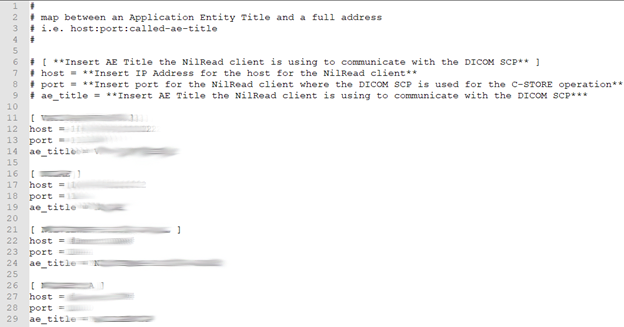 1 #
2 # map between an Application Entity Title and a full address
3 # i.e. host:port:called-ae-title
4 #
5
6 # [ **Insert AE Title the NilRead client is using to communicate with the DICOM SCP** ]
7 # host = **Insert IP Address for the host for the NilRead client**
8 # port = **Insert port for the NilRead client where the DICOM SCP is used for the C-STORE operation**
9 # ae_title = **Insert AE Title the NilRead client is using to communicate with the DICOM SCP***
10
11 [ ]
12 host =
13 port =
14 ae_title =
15
16 [ ]
17 host =
18 port =
19 ae_title =
20
21 [ ]
22 host =
23 port =
24 ae_title =
25
26 [ ]
27 host =
28 port =
29 ae_title =